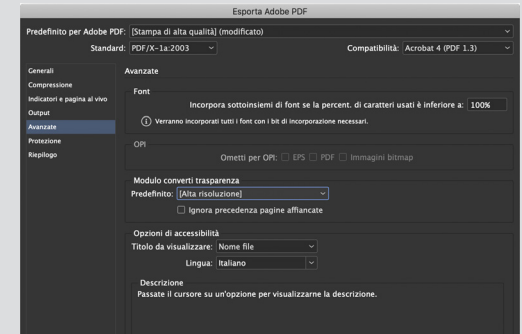 Esporta Adobe PDF
Predefinito per Adobe PDF: [Stampa di alta qualità] (modificato)
Standard: PDF/X-1a:2003 Compatibilità: Acrobat 4 (PDF 1.3)
Generali
Compressione
Indicatori e pagina al vivo
Output
Avanzate
Protezione
Riepilogo
Avanzate
Font
Incorpora sottoinsiemi di font se la percent. di caratteri usati è inferiore a: 100%
Verranno incorporati tutti i font con i bit di incorporazione necessari.
OPI
Ometti per OPI: EPS PDF Immagini bitmap
Modulo converti trasparenza
Predefinito: [Alta risoluzione]
Ignora precedenza pagine affiancate
Opzioni di accessibilità
Titolo da visualizzare: Nome file
Lingua: Italiano
Descrizione
Passate il cursore su un'opzione per visualizzarne la descrizione.